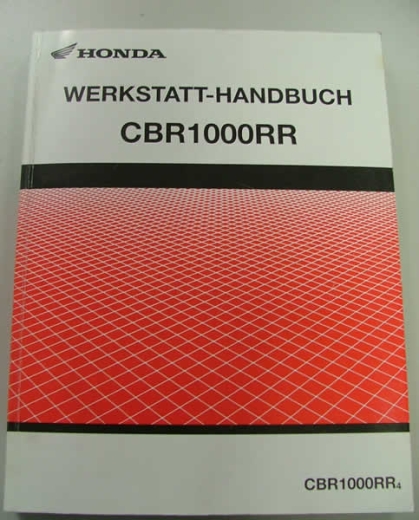 HONDA
WERKSTATT-HANDBUCH
CBR1000RR
CBR1000RR4